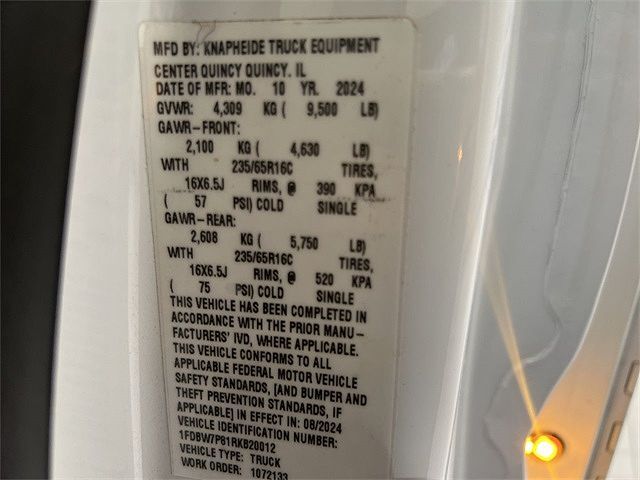 MFD BY: KNAPHEIDE TRUCK EQUIPMENT
CENTER QUINCY QUINCY, IL
DATE OF MFR: MO. 10 YR. 2024
GVWR: 4,309 KG ( 9,500 LB)
GAWR-FRONT:
2,100 KG ( 4,630 LB)
WITH 235/65R16C TIRES,
16X6.5J RIMS, @ 390 KPA
( 57 PSI) COLD SINGLE
GAWR-REAR:
2,608 KG ( 5,750 LB)
WITH 235/65R16C TIRES,
16X6.5J RIMS, @ 520 KPA
( 75 PSI) COLD SINGLE
THIS VEHICLE HAS BEEN COMPLETED IN
ACCORDANCE WITH THE PRIOR MANU-
FACTURERS' IVD, WHERE APPLICABLE.
THIS VEHICLE CONFORMS TO ALL
APPLICABLE FEDERAL MOTOR VEHICLE
SAFETY STANDARDS, [AND BUMPER AND
THEFT PREVENTION STANDARDS, IF
APPLICABLE] IN EFFECT IN: 08/2024
VEHICLE IDENTIFICATION NUMBER:
1FDBW7P81RKB20012
VEHICLE TYPE: TRUCK
WORK ORDER: 1072133